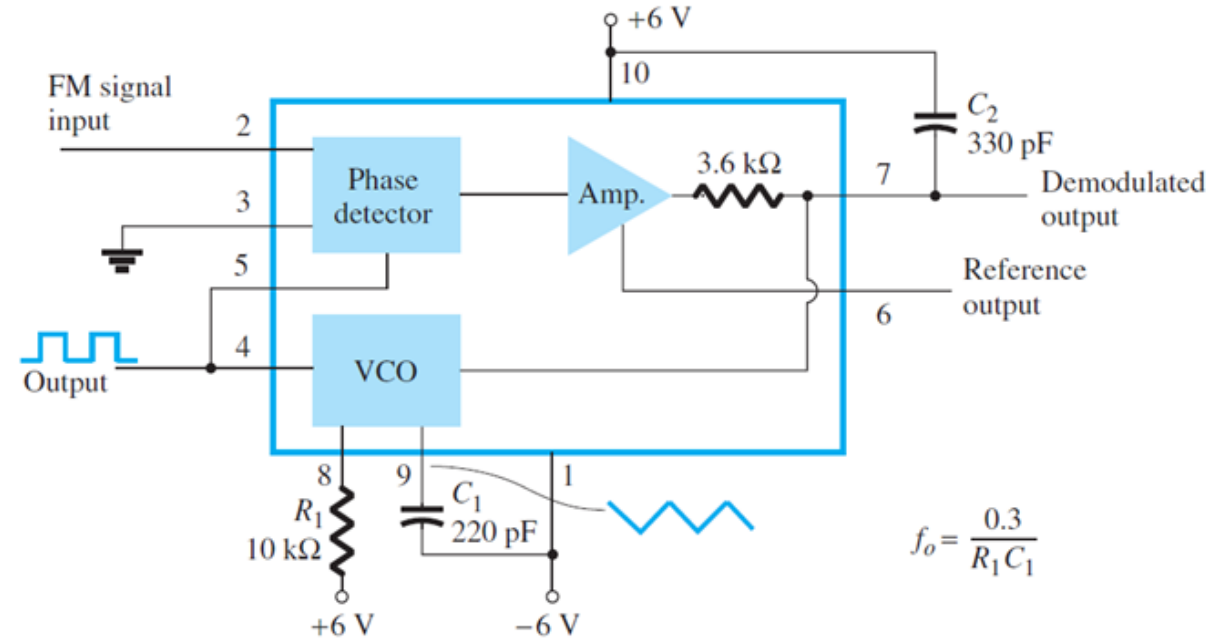 +6 V
10
FM signal
input
2
C₂
330 pF
Phase
detector
Amp.
3.6 kΩ
7
Demodulated
output
3
5
Reference
output
6
4
Output
VCO
8
9
1
R₁
10 kΩ
C₁
220 pF
fₒ = 0.3 / R₁C₁
+6 V
−6 V